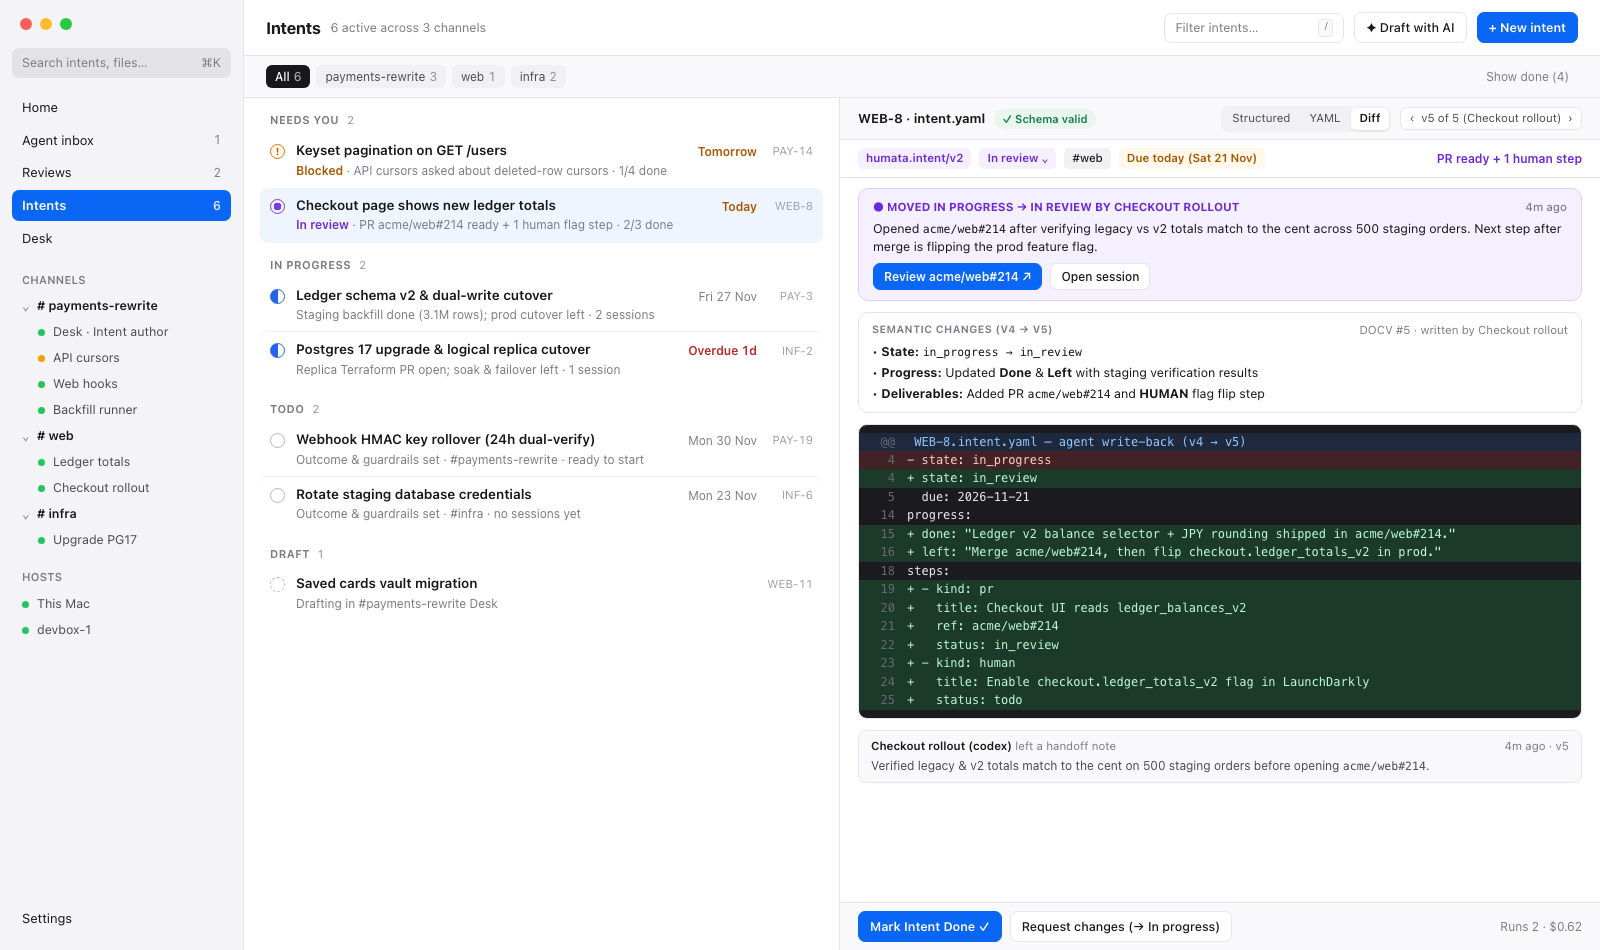 Search intents, files... ⌘K
Home
Agent inbox 1
Reviews 2
Intents 6
Desk
CHANNELS
# payments-rewrite
Desk · Intent author
API cursors
Web hooks
Backfill runner
# web
Ledger totals
Checkout rollout
# infra
Upgrade PG17
HOSTS
This Mac
devbox-1
Settings
Intents 6 active across 3 channels
Filter intents... /
✦ Draft with AI
+ New intent
All 6
payments-rewrite 3
web 1
infra 2
Show done (4)
NEEDS YOU 2
Keyset pagination on GET /users Tomorrow PAY-14
Blocked · API cursors asked about deleted-row cursors · 1/4 done
Checkout page shows new ledger totals Today WEB-8
In review · PR acme/web#214 ready + 1 human flag step · 2/3 done
IN PROGRESS 2
Ledger schema v2 & dual-write cutover Fri 27 Nov PAY-3
Staging backfill done (3.1M rows); prod cutover left · 2 sessions
Postgres 17 upgrade & logical replica cutover Overdue 1d INF-2
Replica Terraform PR open; soak & failover left · 1 session
TODO 2
Webhook HMAC key rollover (24h dual-verify) Mon 30 Nov PAY-19
Outcome & guardrails set · #payments-rewrite · ready to start
Rotate staging database credentials Mon 23 Nov INF-6
Outcome & guardrails set · #infra · no sessions yet
DRAFT 1
Saved cards vault migration WEB-11
Drafting in #payments-rewrite Desk
WEB-8 · intent.yaml ✓ Schema valid
Structured YAML Diff
‹ v5 of 5 (Checkout rollout) ›
humata.intent/v2 In review ⌄ #web Due today (Sat 21 Nov) PR ready + 1 human step
● MOVED IN PROGRESS → IN REVIEW BY CHECKOUT ROLLOUT 4m ago
Opened acme/web#214 after verifying legacy vs v2 totals match to the cent across 500 staging orders. Next step after
merge is flipping the prod feature flag.
Review acme/web#214 ↗ Open session
SEMANTIC CHANGES (V4 → V5) DOCV #5 · written by Checkout rollout
· State: in_progress → in_review
· Progress: Updated Done & Left with staging verification results
· Deliverables: Added PR acme/web#214 and HUMAN flag flip step
@@ WEB-8.intent.yaml — agent write-back (v4 → v5)
4 - state: in_progress
4 + state: in_review
5 due: 2026-11-21
14 progress:
15 + done: "Ledger v2 balance selector + JPY rounding shipped in acme/web#214."
16 + left: "Merge acme/web#214, then flip checkout.ledger_totals_v2 in prod."
18 steps:
19 + - kind: pr
20 + title: Checkout UI reads ledger_balances_v2
21 + ref: acme/web#214
22 + status: in_review
23 + - kind: human
24 + title: Enable checkout.ledger_totals_v2 flag in LaunchDarkly
25 + status: todo
Checkout rollout (codex) left a handoff note 4m ago · v5
Verified legacy & v2 totals match to the cent on 500 staging orders before opening acme/web#214.
Mark Intent Done ✓
Request changes (→ In progress)
Runs 2 · $0.62